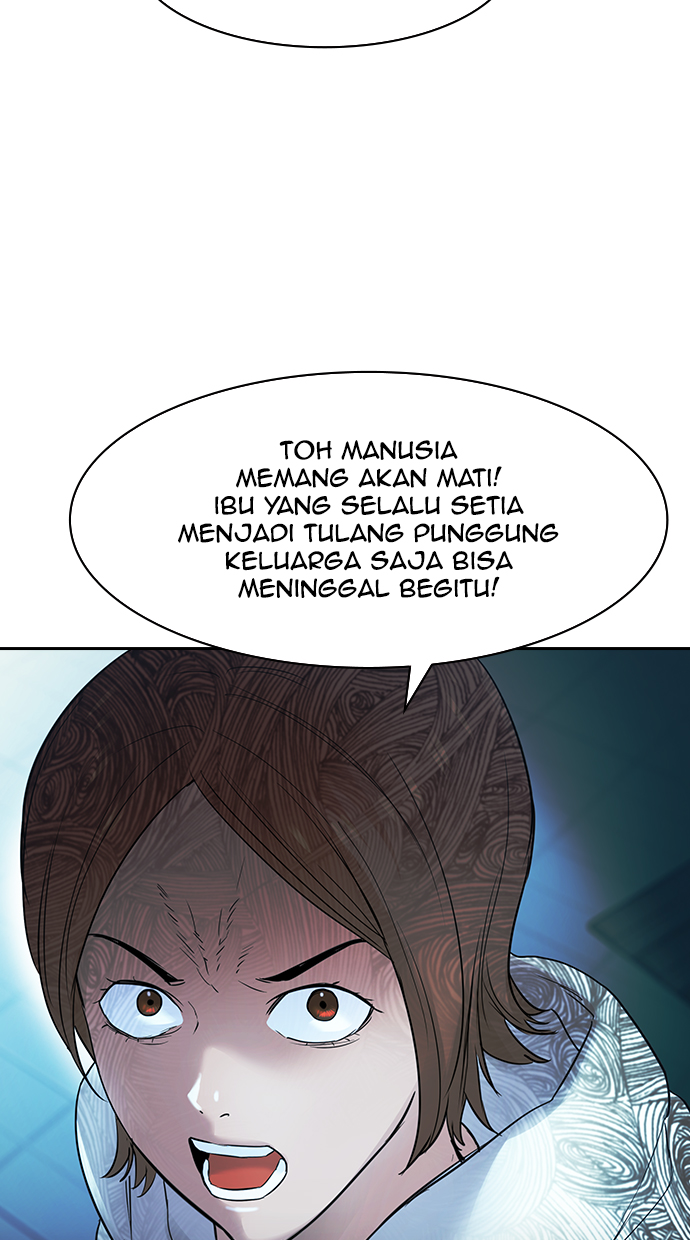 TOH MANUSIA
MEMANG AKAN MATI!
IBU YANG SELALU SETIA
MENJADI TULANG PUNGGUNG
KELUARGA SAJA BISA
MENINGGAL BEGITU!